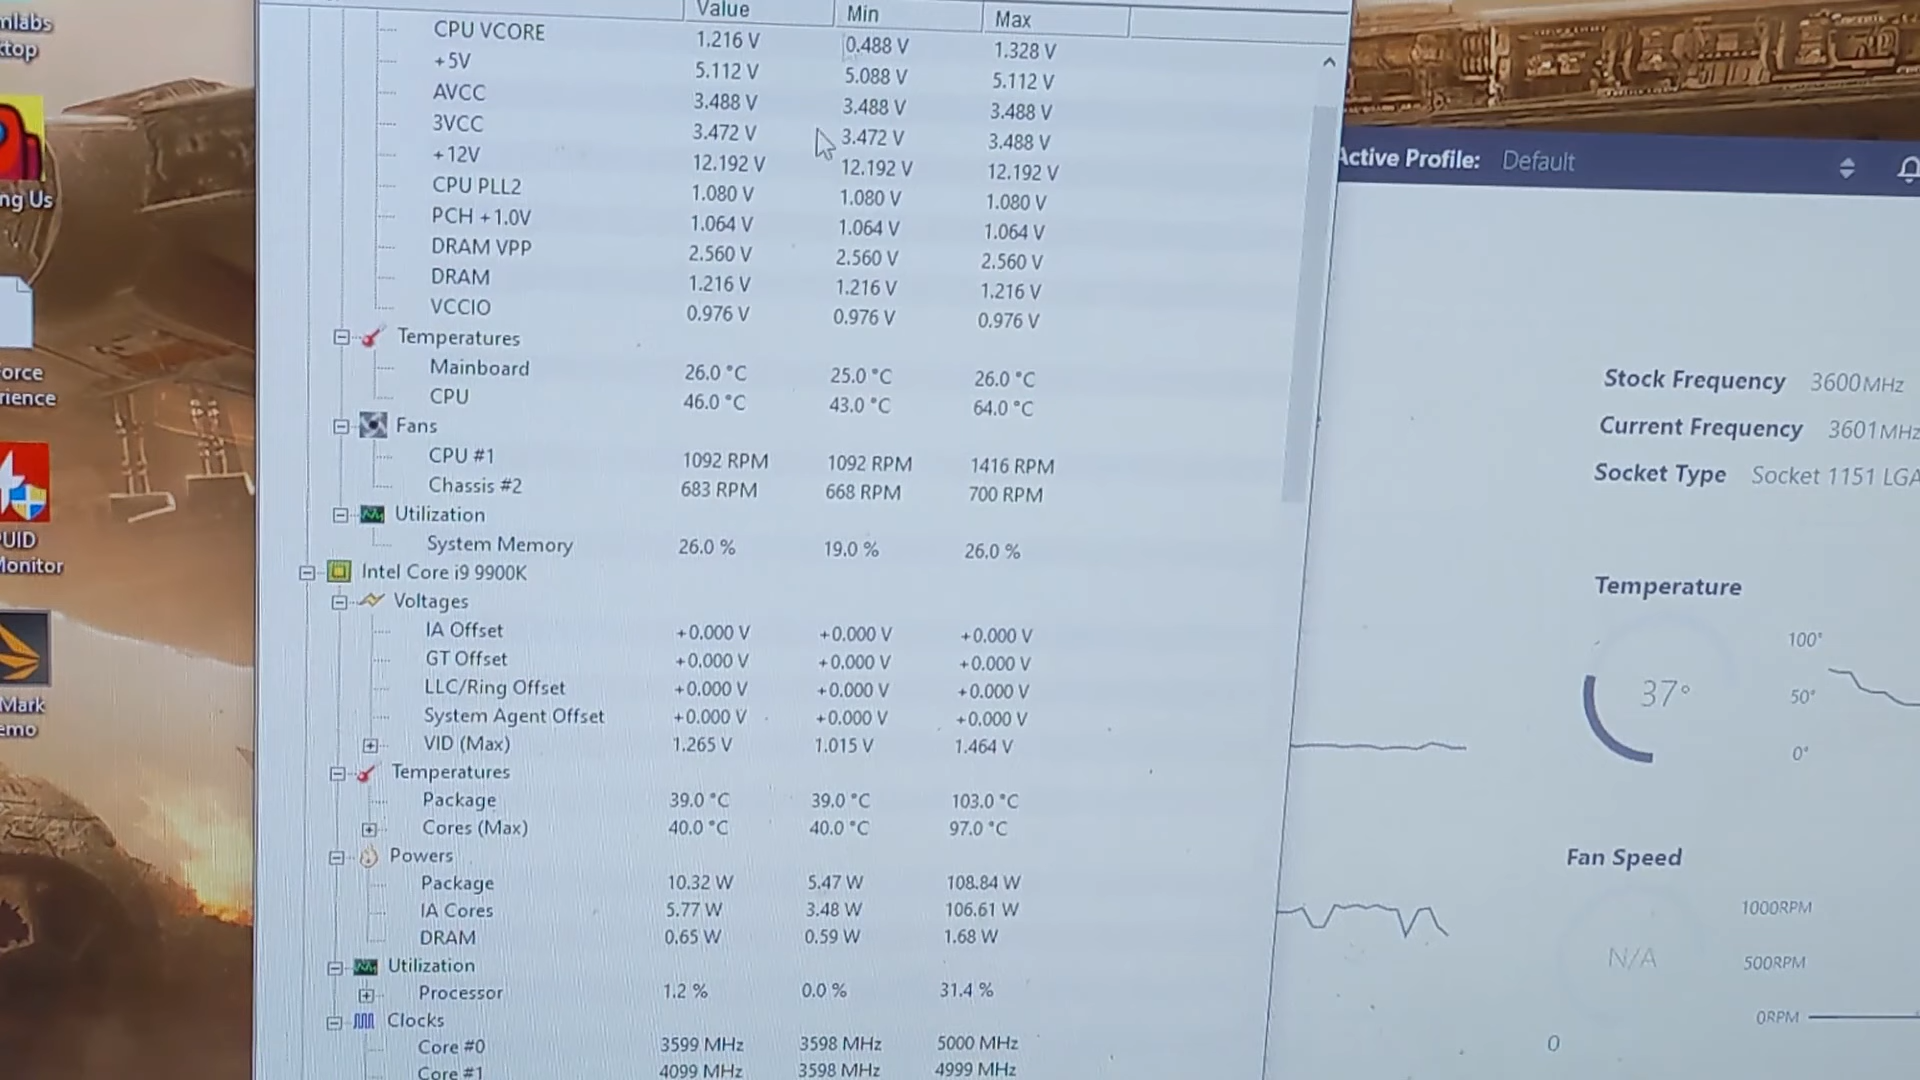 mlabs
ktop
ng Us
orce
rience
UID
Monitor
Mark
emo
Value Min Max
CPU VCORE 1.216 V 0.488 V 1.328 V
+5V 5.112 V 5.088 V 5.112 V
AVCC 3.488 V 3.488 V 3.488 V
3VCC 3.472 V 3.472 V 3.488 V
+12V 12.192 V 12.192 V 12.192 V
CPU PLL2 1.080 V 1.080 V 1.080 V
PCH +1.0V 1.064 V 1.064 V 1.064 V
DRAM VPP 2.560 V 2.560 V 2.560 V
DRAM 1.216 V 1.216 V 1.216 V
VCCIO 0.976 V 0.976 V 0.976 V
Temperatures
Mainboard 26.0 °C 25.0 °C 26.0 °C
CPU 46.0 °C 43.0 °C 64.0 °C
Fans
CPU #1 1092 RPM 1092 RPM 1416 RPM
Chassis #2 683 RPM 668 RPM 700 RPM
Utilization
System Memory 26.0 % 19.0 % 26.0 %
Intel Core i9 9900K
Voltages
IA Offset +0.000 V +0.000 V +0.000 V
GT Offset +0.000 V +0.000 V +0.000 V
LLC/Ring Offset +0.000 V +0.000 V +0.000 V
System Agent Offset +0.000 V +0.000 V +0.000 V
VID (Max) 1.265 V 1.015 V 1.464 V
Temperatures
Package 39.0 °C 39.0 °C 103.0 °C
Cores (Max) 40.0 °C 40.0 °C 97.0 °C
Powers
Package 10.32 W 5.47 W 108.84 W
IA Cores 5.77 W 3.48 W 106.61 W
DRAM 0.65 W 0.59 W 1.68 W
Utilization
Processor 1.2 % 0.0 % 31.4 %
Clocks
Core #0 3599 MHz 3598 MHz 5000 MHz
Core #1 4099 MHz 3598 MHz 4999 MHz
Active Profile: Default
Stock Frequency 3600MHz
Current Frequency 3601MHz
Socket Type Socket 1151 LGA
Temperature
37°
100°
50°
0°
Fan Speed
N/A
1000RPM
500RPM
0RPM
0